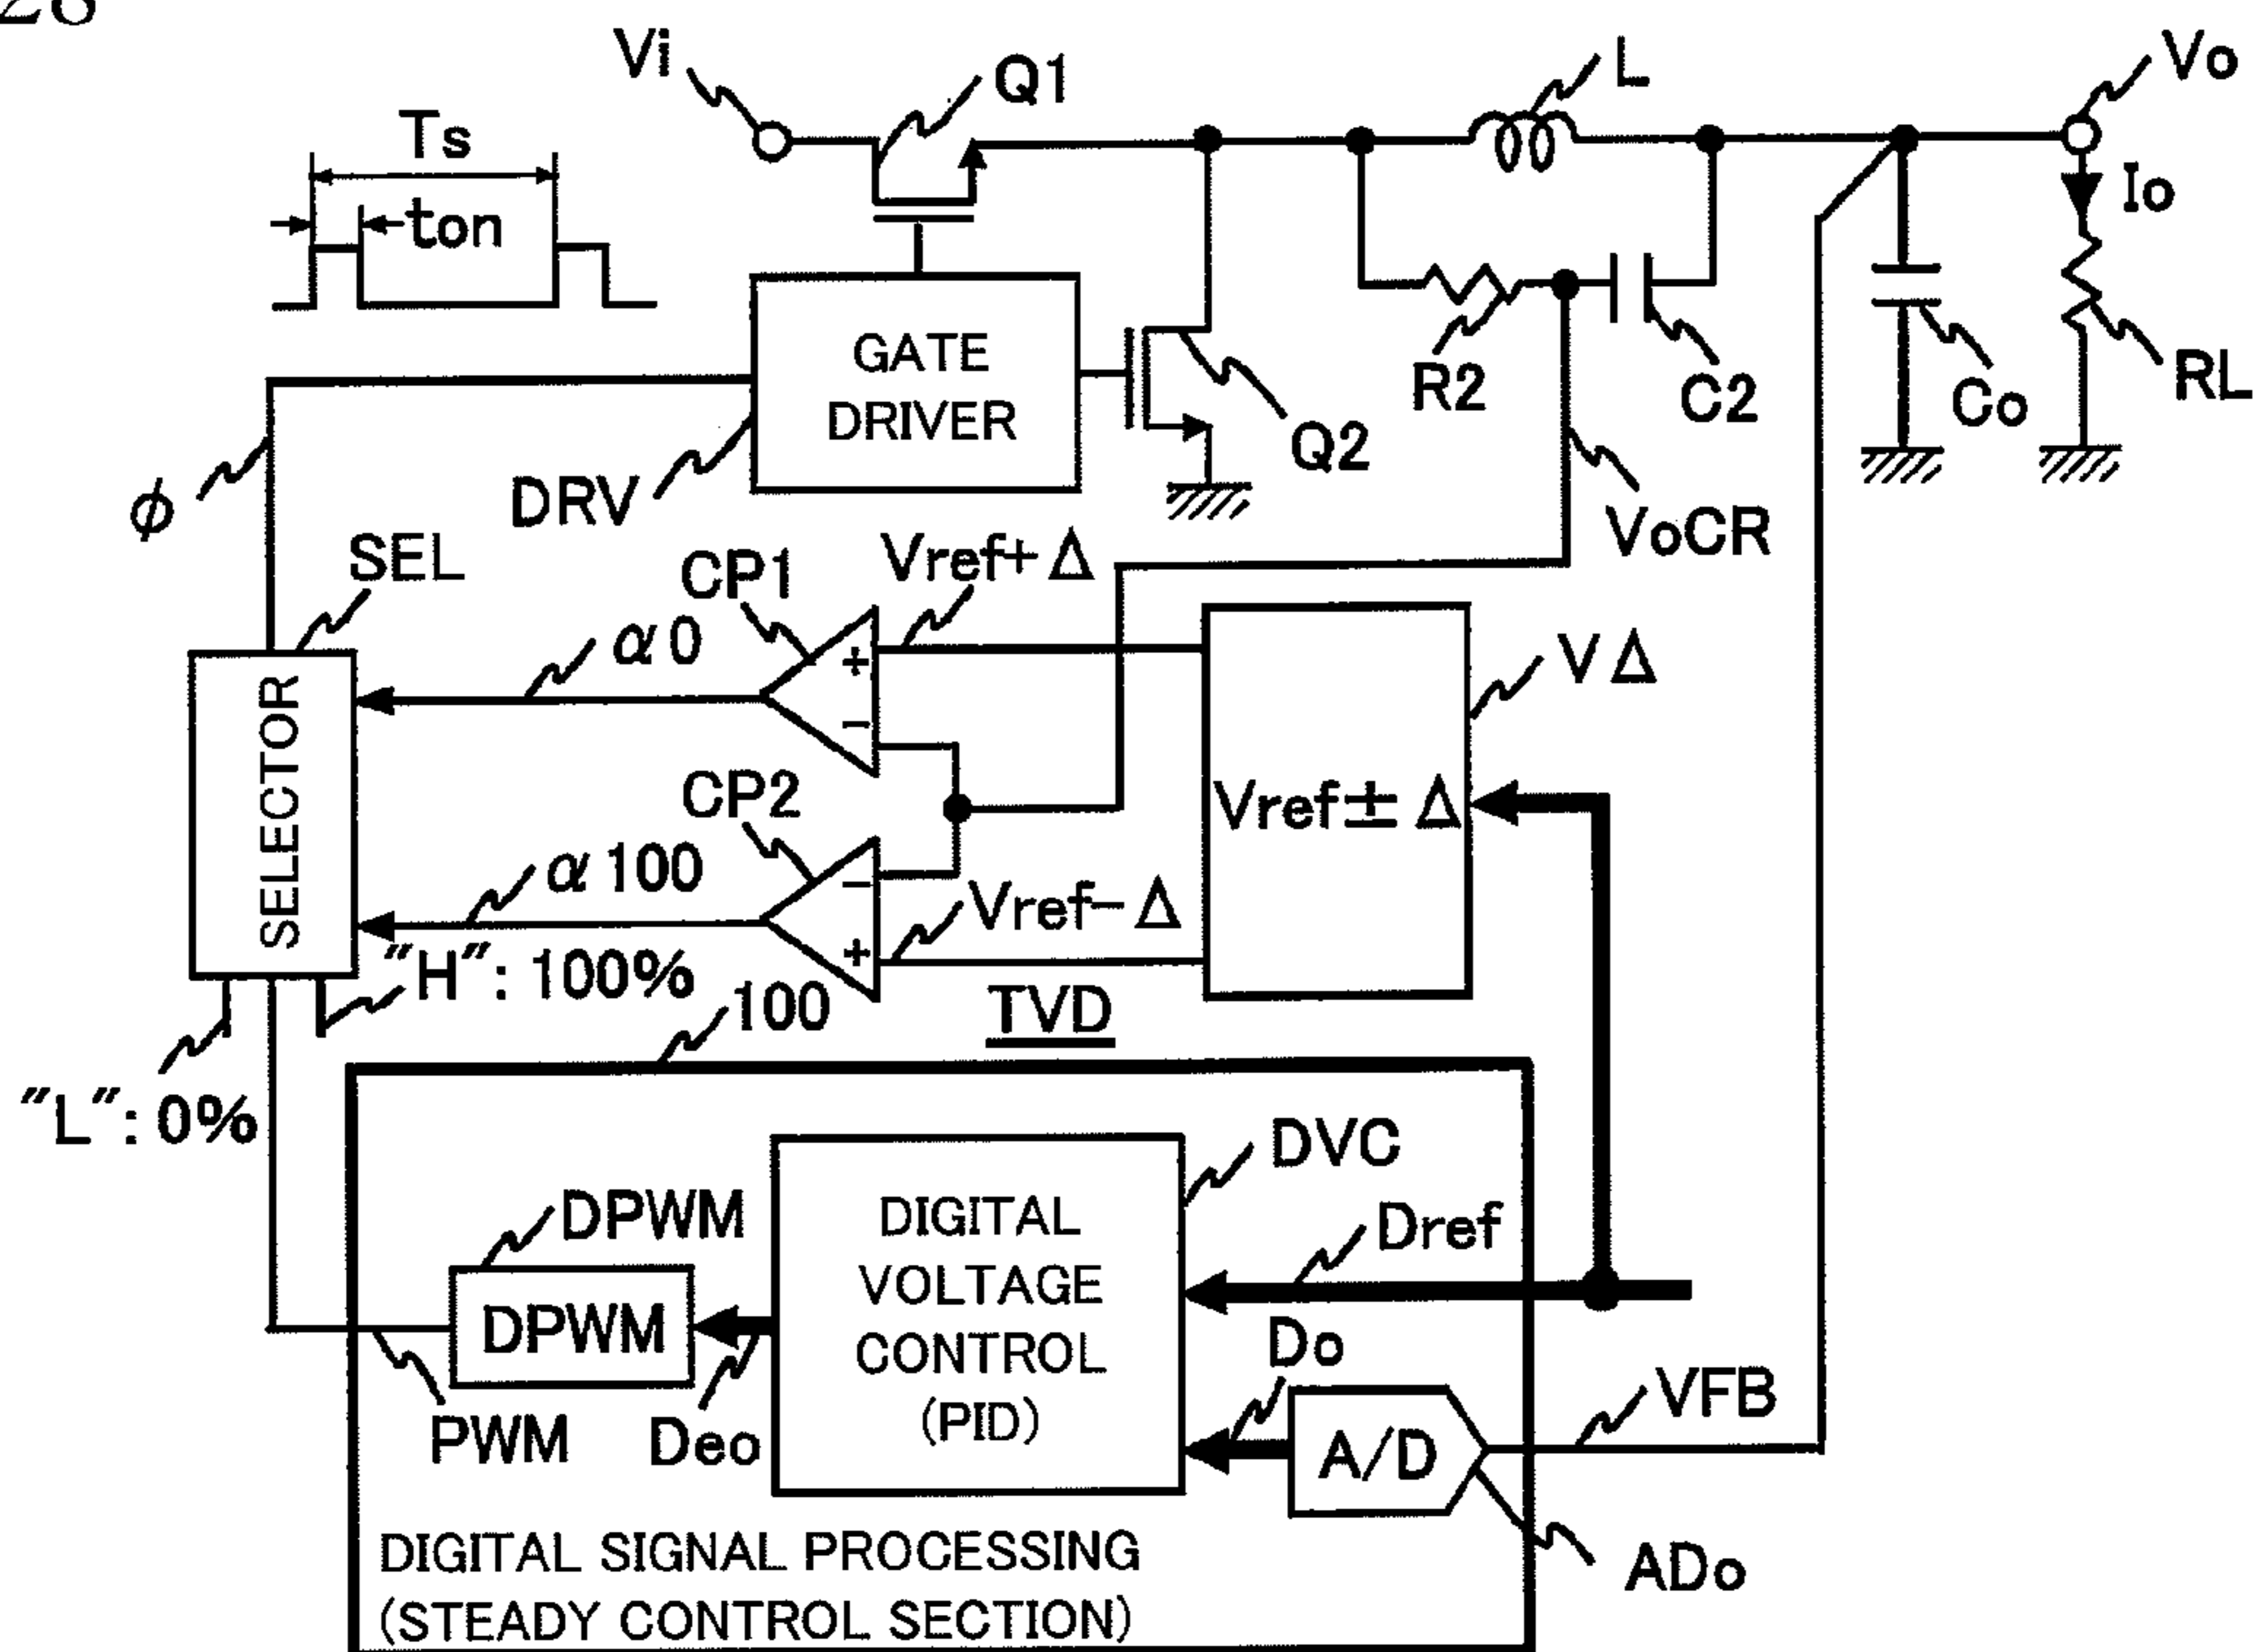 28
Vi
Q1
L
Vo
Ts
ton
Io
GATE
DRIVER
R2
C2
Co
RL
Q2
DRV
ϕ
VoCR
SEL
CP1
Vref+Δ
α0
+
−
VΔ
SELECTOR
CP2
Vref±Δ
α100
−
+
Vref−Δ
"H": 100%
100
TVD
"L": 0%
DVC
DPWM
DIGITAL
VOLTAGE
CONTROL
(PID)
Dref
DPWM
Do
VFB
PWM
Deo
A/D
ADo
DIGITAL SIGNAL PROCESSING
(STEADY CONTROL SECTION)